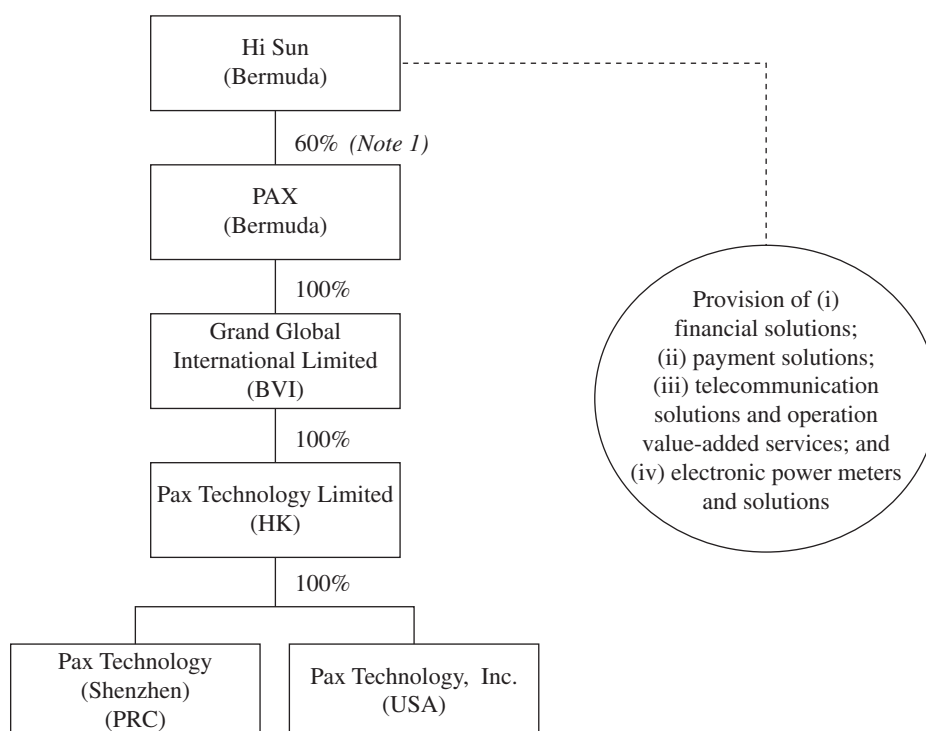 Hi Sun
(Bermuda)
60% (Note 1)
PAX
(Bermuda)
100%
Grand Global
International Limited
(BVI)
100%
Pax Technology Limited
(HK)
100%
Pax Technology
(Shenzhen)
(PRC)
Pax Technology, Inc.
(USA)
Provision of (i)
financial solutions;
(ii) payment solutions;
(iii) telecommunication
solutions and operation
value-added services; and
(iv) electronic power meters
and solutions